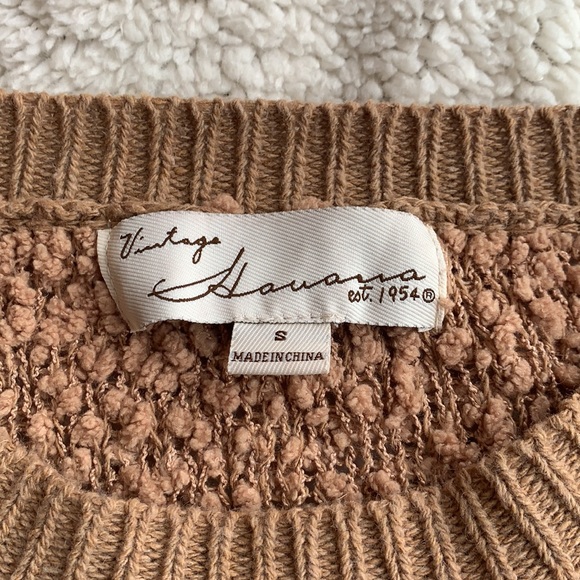 Vintage
Havana
est. 1954®
S
MADE IN CHINA